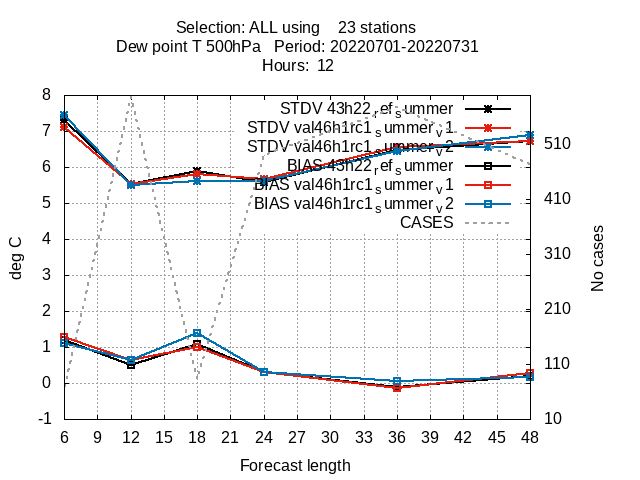 Selection: ALL using    23 stations
Dew point T 500hPa   Period: 20220701-20220731
Hours:  12
8
7
6
5
4
3
2
1
0
-1
deg C
STDV 43h22_ref_summer
STDV val46h1rc1_summer_v1
STDV val46h1rc1_summer_v2
BIAS 43h22_ref_summer
BIAS val46h1rc1_summer_v1
BIAS val46h1rc1_summer_v2
CASES
510
410
310
210
110
10
No cases
6 9 12 15 18 21 24 27 30 33 36 39 42 45 48
Forecast length